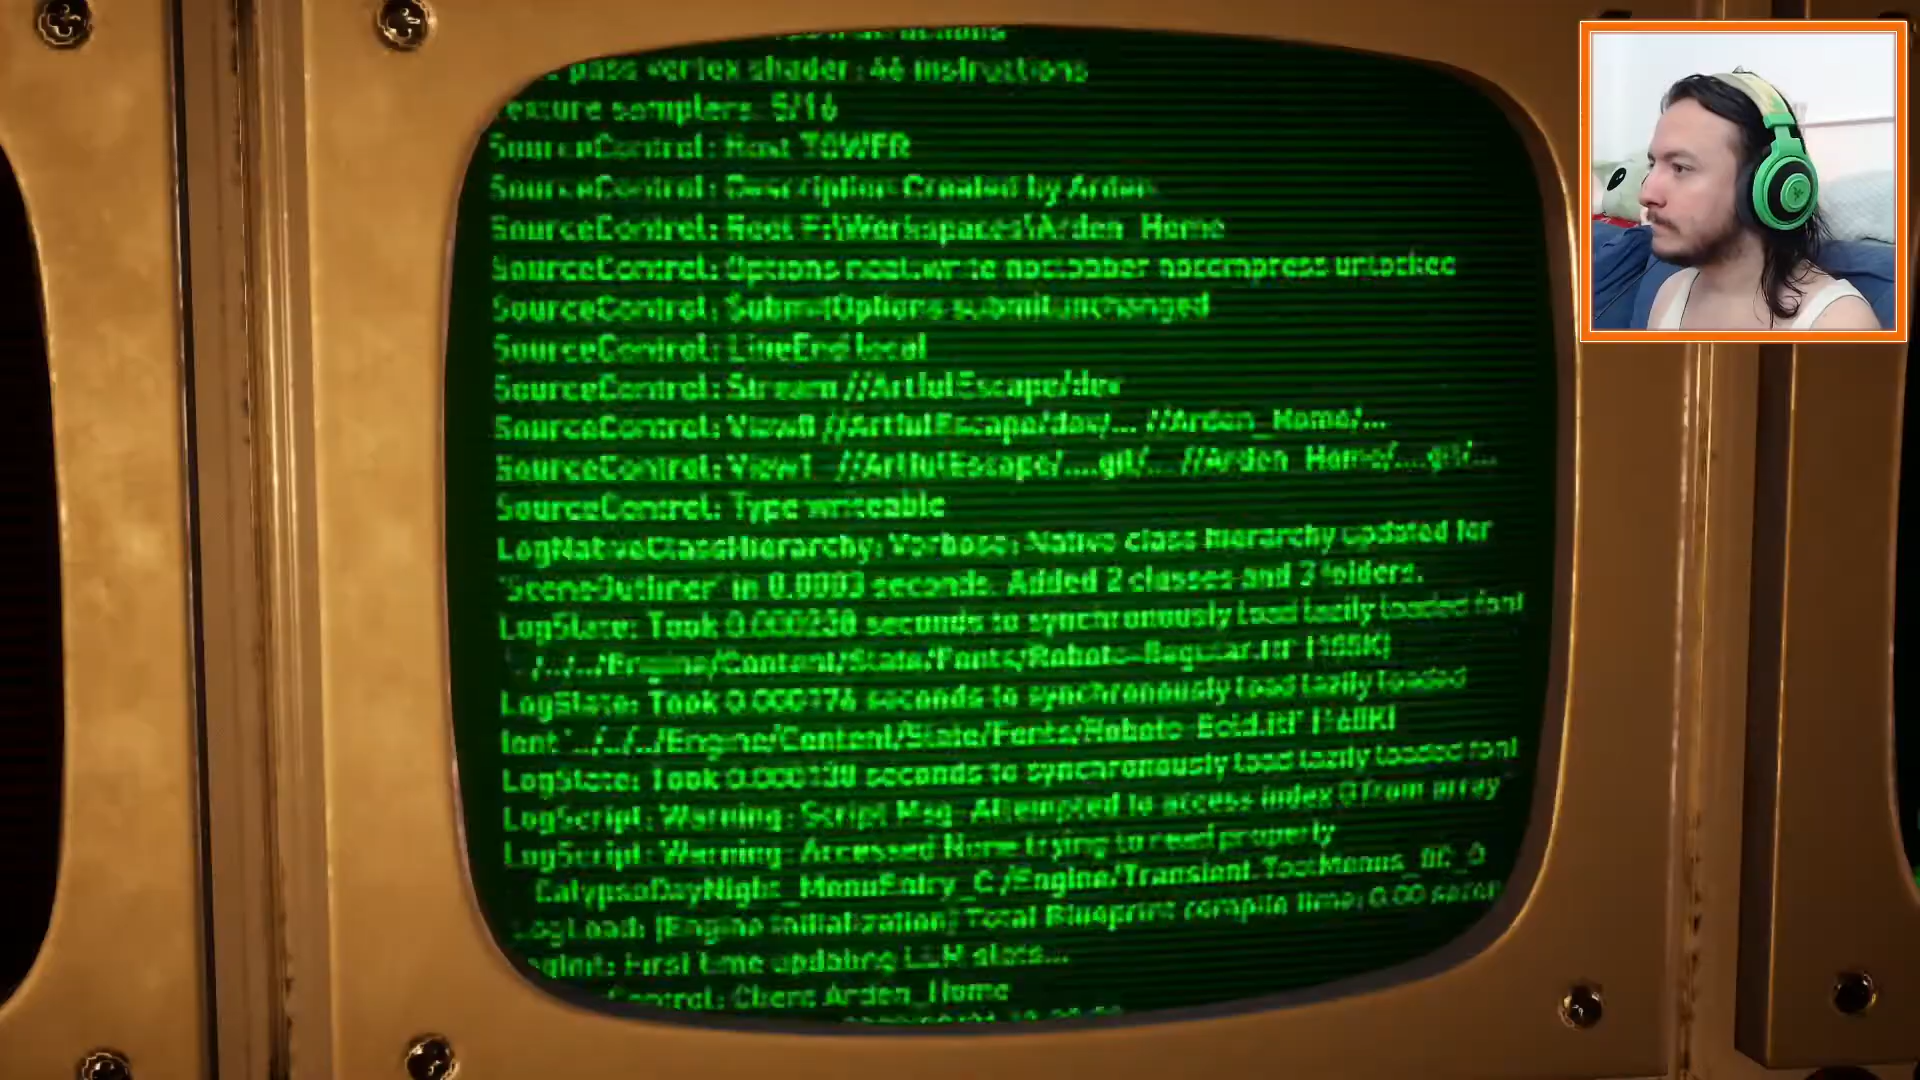 pass vertex shader: 46 instructions
texture samplers: 5/16
SourceControl: Host TOWER
SourceControl: Description Created by Arden.
SourceControl: Root F:\Workspaces\Arden_Home
SourceControl: Options noallwrite noclobber nocompress unlocked
SourceControl: SubmitOptions submitunchanged
SourceControl: LineEnd local
SourceControl: Stream //ArtfulEscape/dev
SourceControl: View0 //ArtfulEscape/dev/... //Arden_Home/...
SourceControl: View1 //ArtfulEscape/....git/... //Arden_Home/....git/...
SourceControl: Type writeable
LogNativeClassHierarchy: Verbose: Native class hierarchy updated for
'SceneOutliner' in 0.0003 seconds. Added 2 classes and 3 folders.
LogSlate: Took 0.000238 seconds to synchronously load lazily loaded font
'../../../Engine/Content/Slate/Fonts/Roboto-Regular.ttf' (155K)
LogSlate: Took 0.000176 seconds to synchronously load lazily loaded
font '../../../Engine/Content/Slate/Fonts/Roboto-Bold.ttf' (160K)
LogSlate: Took 0.000138 seconds to synchronously load lazily loaded font
LogScript: Warning: Script Msg: Attempted to access index 0 from array
LogScript: Warning: Accessed None trying to read property
CalypsoDayNight_MenuEntry_C /Engine/Transient.ToolMenus_0:
LogLoad: (Engine Initialization) Total Blueprint compile time: 0.00
LogInit: First time updating LLM stats...
Control: Client Arden_Home